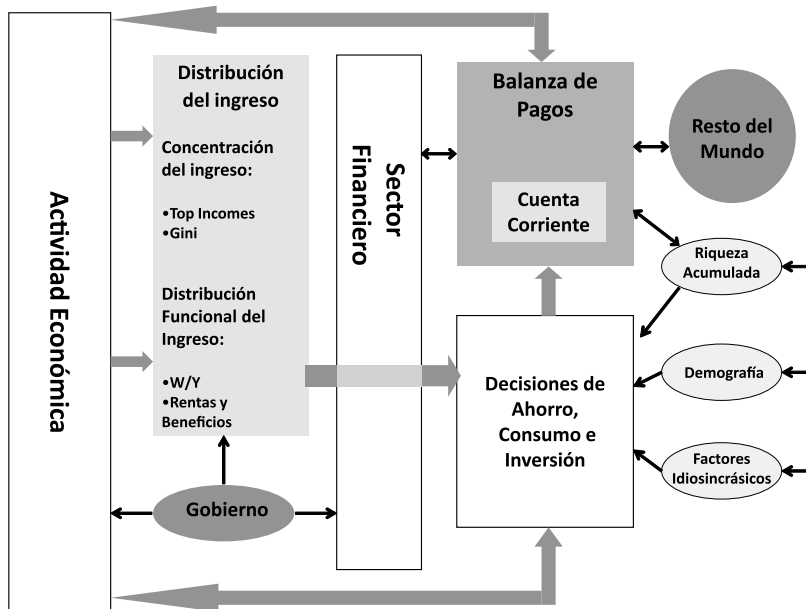 Actividad Económica
Distribución
del ingreso
Concentración
del ingreso:
•Top Incomes
•Gini
Distribución
Funcional del
Ingreso:
•W/Y
•Rentas y
Beneficios
Gobierno
Sector
Financiero
Balanza de
Pagos
Cuenta
Corriente
Decisiones de
Ahorro,
Consumo e
Inversión
Resto del
Mundo
Riqueza
Acumulada
Demografía
Factores
Idiosincrásicos